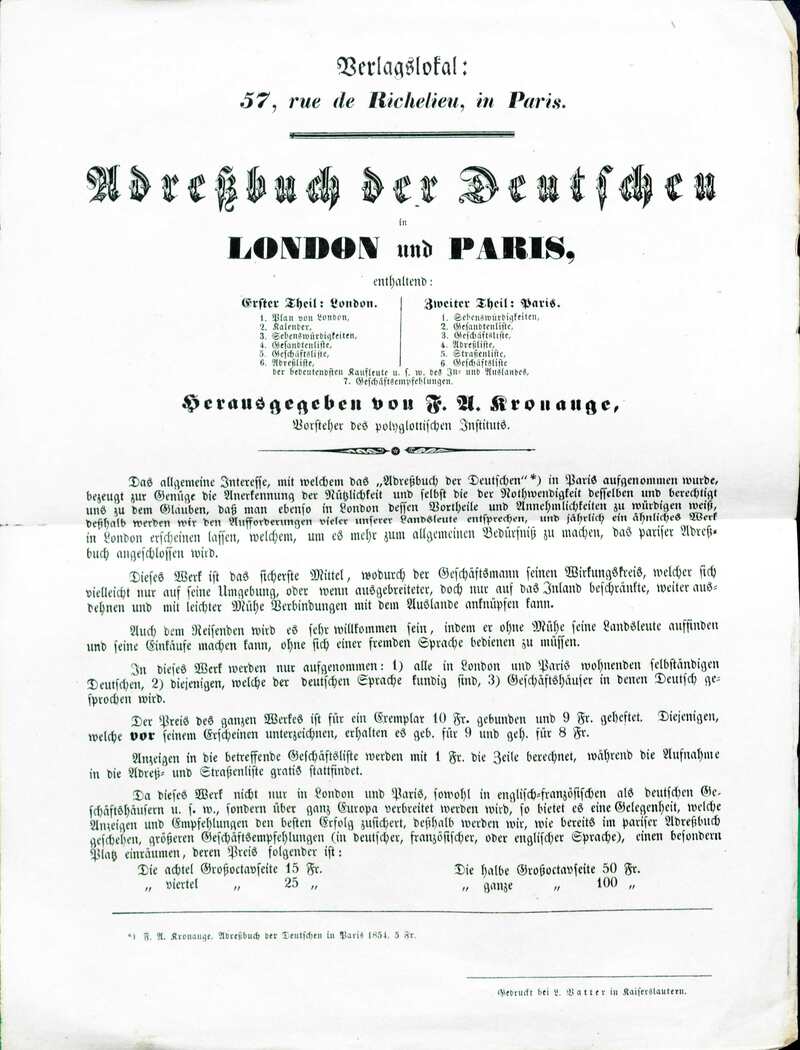 Verlagslokal:
57, rue de Richelieu, in Paris.
Adreßbuch der Deutschen
in
LONDON und PARIS,
enthaltend:
Erster Theil: London.
1. Plan von London,
2. Kalender,
3. Sehenswürdigkeiten,
4. Gesandtenliste,
5. Geschäftsliste,
6. Adreßliste,
Zweiter Theil: Paris.
1. Sehenswürdigkeiten,
2. Gesandtenliste,
3. Geschäftsliste,
4. Adreßliste,
5. Straßenliste,
6 Geschäftsliste
der bedeutendsten Kaufleute u. s. w. des In- und Auslandes,
7. Geschäftsempfehlungen.
Herausgegeben von F. A. Kronauge,
Vorsteher des polyglottischen Instituts.
Das allgemeine Interesse, mit welchem das „Adreßbuch der Deutschen“*) in Paris aufgenommen wurde,
bezeugt zur Genüge die Anerkennung der Nützlichkeit und selbst die der Nothwendigkeit desselben und berechtigt
uns zu dem Glauben, daß man ebenso in London dessen Vortheile und Annehmlichkeiten zu würdigen weiß,
deßhalb werden wir den Aufforderungen vieler unserer Landsleute entsprechen, und jährlich ein ähnliches Werk
in London erscheinen lassen, welchem, um es mehr zum allgemeinen Bedürfniß zu machen, das pariser Adreß-
buch angeschlossen wird.
Dieses Werk ist das sicherste Mittel, wodurch der Geschäftsmann seinen Wirkungskreis, welcher sich
vielleicht nur auf seine Umgebung, oder wenn ausgebreiteter, doch nur auf das Inland beschränkte, weiter aus-
dehnen und mit leichter Mühe Verbindungen mit dem Auslande anknüpfen kann.
Auch dem Reisenden wird es sehr willkommen sein, indem er ohne Mühe seine Landsleute auffinden
und seine Einkäufe machen kann, ohne sich einer fremden Sprache bedienen zu müssen.
In dieses Werk werden nur aufgenommen: 1) alle in London und Paris wohnenden selbständigen
Deutschen, 2) diejenigen, welche der deutschen Sprache kundig sind, 3) Geschäftshäuser in denen Deutsch ge-
sprochen wird.
Der Preis des ganzen Werkes ist für ein Exemplar 10 Fr. gebunden und 9 Fr. geheftet. Diejenigen,
welche vor seinem Erscheinen unterzeichnen, erhalten es geb. für 9 und geh. für 8 Fr.
Anzeigen in die betreffende Geschäftsliste werden mit 1 Fr. die Zeile berechnet, während die Aufnahme
in die Adreß- und Straßenliste gratis stattfindet.
Da dieses Werk nicht nur in London und Paris, sowohl in englisch-französischen als deutschen Ge-
schäftshäusern u. s. w., sondern über ganz Europa verbreitet werden wird, so bietet es eine Gelegenheit, welche
Anzeigen und Empfehlungen den besten Erfolg zusichert, deßhalb werden wir, wie bereits im pariser Adreßbuch
geschehen, größeren Geschäftsempfehlungen (in deutscher, französischer, oder englischer Sprache), einen besondern
Platz einräumen, deren Preis folgender ist:
Die achtel Großoctavseite 15 Fr. Die halbe Großoctavseite 50 Fr.
„ viertel „ 25 „ „ ganze „ 100 „
*) F. A. Kronauge. Adreßbuch der Deutschen in Paris 1854. 5 Fr.
Gedruckt bei L. Vatter in Kaiserslautern.